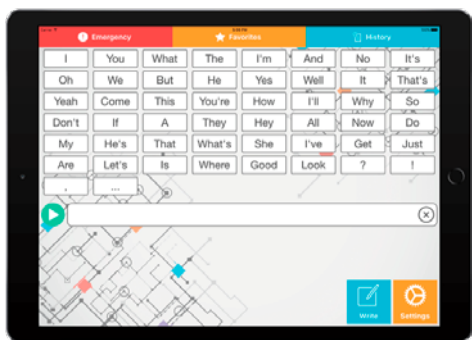 Emergency Favorites History
I You What The I'm And No It's
Oh We But He Yes Well It That's
Yeah Come This You're How I'll Why So
Don't If A They Hey All Now Do
My He's That What's She I've Get Just
Are Let's Is Where Good Look ? !
, ...
Write Settings